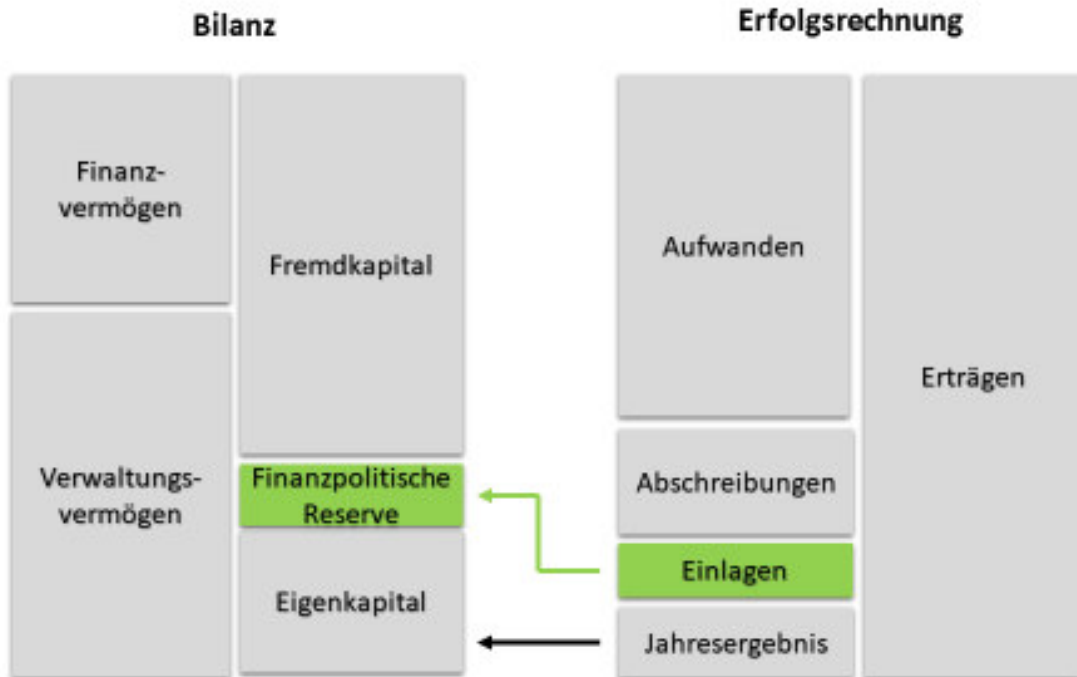 Bilanz
Finanz-
vermögen
Verwaltungs-
vermögen
Fremdkapital
Finanzpolitische
Reserve
Eigenkapital
Erfolgsrechnung
Aufwanden
Abschreibungen
Einlagen
Jahresergebnis
Erträgen